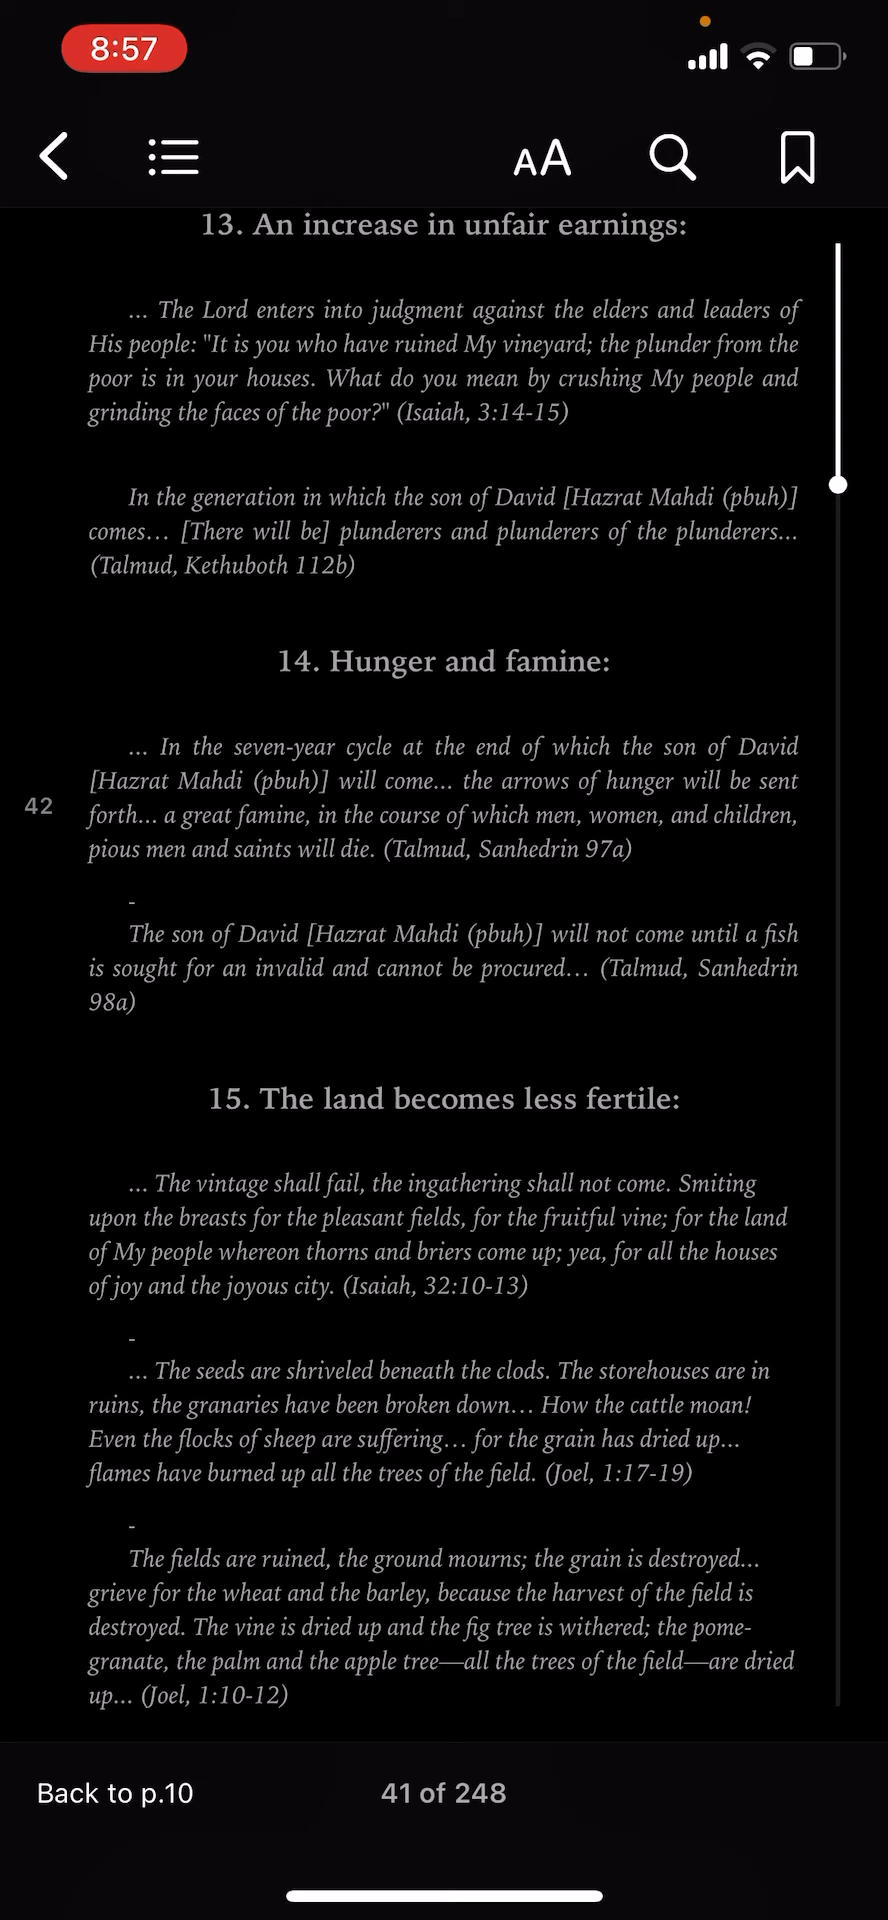 8:57
AA
13. An increase in unfair earnings:
... The Lord enters into judgment against the elders and leaders of
His people: "It is you who have ruined My vineyard; the plunder from the
poor is in your houses. What do you mean by crushing My people and
grinding the faces of the poor?" (Isaiah, 3:14-15)
In the generation in which the son of David [Hazrat Mahdi (pbuh)]
comes... [There will be] plunderers and plunderers of the plunderers...
(Talmud, Kethuboth 112b)
14. Hunger and famine:
... In the seven-year cycle at the end of which the son of David
[Hazrat Mahdi (pbuh)] will come... the arrows of hunger will be sent
42
forth... a great famine, in the course of which men, women, and children,
pious men and saints will die. (Talmud, Sanhedrin 97a)
-
The son of David [Hazrat Mahdi (pbuh)] will not come until a fish
is sought for an invalid and cannot be procured... (Talmud, Sanhedrin
98a)
15. The land becomes less fertile:
... The vintage shall fail, the ingathering shall not come. Smiting
upon the breasts for the pleasant fields, for the fruitful vine; for the land
of My people whereon thorns and briers come up; yea, for all the houses
of joy and the joyous city. (Isaiah, 32:10-13)
-
... The seeds are shriveled beneath the clods. The storehouses are in
ruins, the granaries have been broken down... How the cattle moan!
Even the flocks of sheep are suffering... for the grain has dried up...
flames have burned up all the trees of the field. (Joel, 1:17-19)
-
The fields are ruined, the ground mourns; the grain is destroyed...
grieve for the wheat and the barley, because the harvest of the field is
destroyed. The vine is dried up and the fig tree is withered; the pome-
granate, the palm and the apple tree—all the trees of the field—are dried
up... (Joel, 1:10-12)
Back to p.10
41 of 248